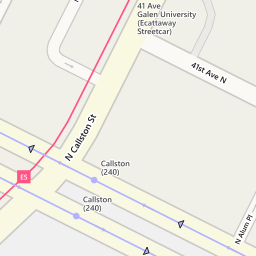 41 Ave
Galen University
(Ecattaway
Streetcar)
41st Ave N
N Callston St
Callston
(240)
E5
Callston
(240)
N Alum Pl